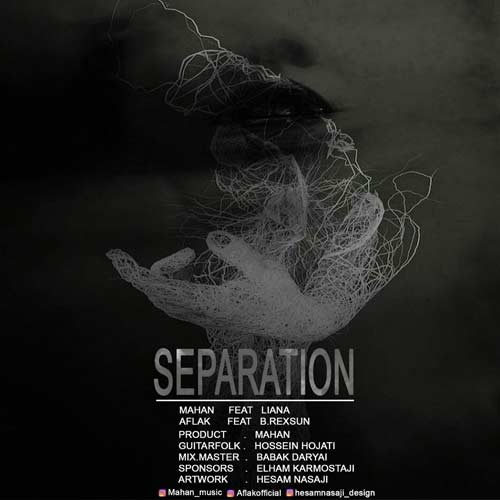 SEPARATION
MAHAN FEAT LIANA
AFLAK FEAT B.REXSUN
PRODUCT . MAHAN
GUITARFOLK . HOSSEIN HOJATI
MIX.MASTER . BABAK DARYAI
SPONSORS . ELHAM KARMOSTAJI
ARTWORK . HESAM NASAJI
Mahan_music Aflakofficial hesamnasaji_design